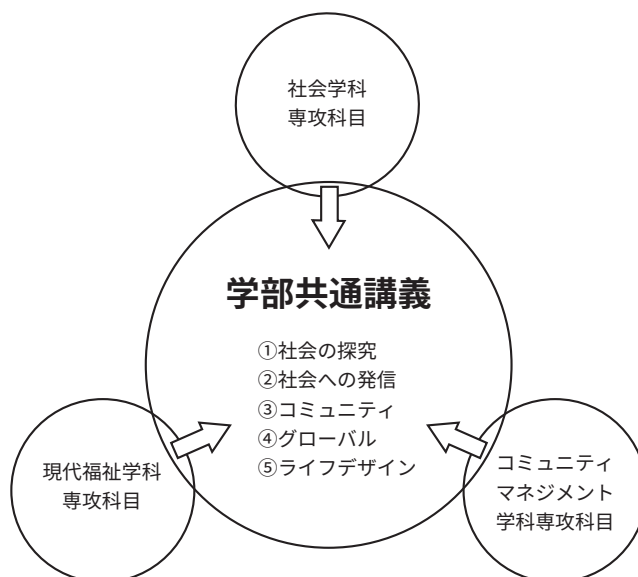 社会学科
専攻科目
学部共通講義
①社会の探究
②社会への発信
③コミュニティ
④グローバル
⑤ライフデザイン
現代福祉学科
専攻科目
コミュニティ
マネジメント
学科専攻科目